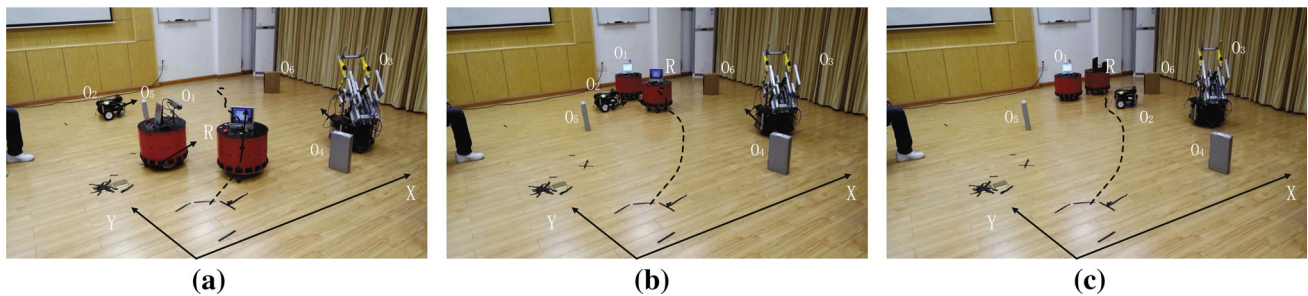 O₃
O₆
O₂
O₅
O₁
R
O₄
X
Y
(a)
O₁
R
O₆
O₃
O₂
O₅
O₄
X
Y
(b)
O₁
R
O₆
O₃
O₂
O₅
O₄
X
Y
(c)